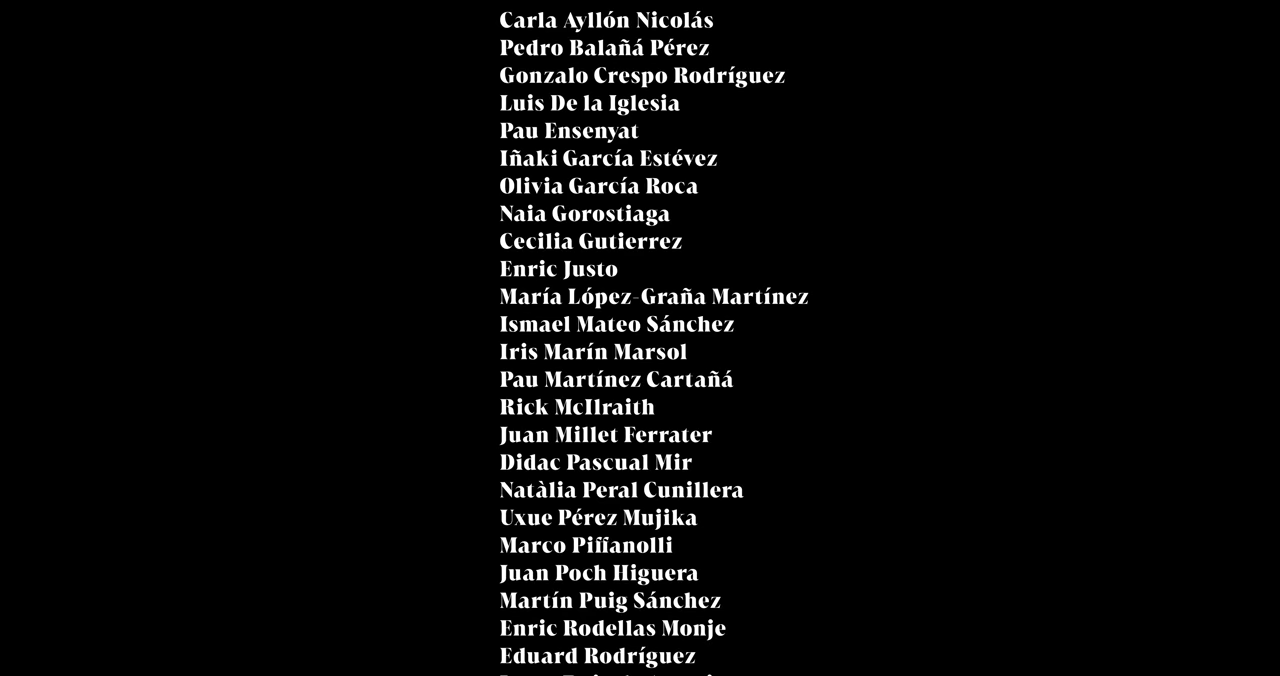 Carla Ayllón Nicolás
Pedro Balañá Pérez
Gonzalo Crespo Rodríguez
Luis De la Iglesia
Pau Ensenyat
Iñaki García Estévez
Olivia García Roca
Naia Gorostiaga
Cecilia Gutierrez
Enric Justo
María López-Graña Martínez
Ismael Mateo Sánchez
Iris Marín Marsol
Pau Martínez Cartañá
Rick McIlraith
Juan Millet Ferrater
Didac Pascual Mir
Natàlia Peral Cunillera
Uxue Pérez Mujika
Marco Piffanolli
Juan Poch Higuera
Martín Puig Sánchez
Enric Rodellas Monje
Eduard Rodríguez